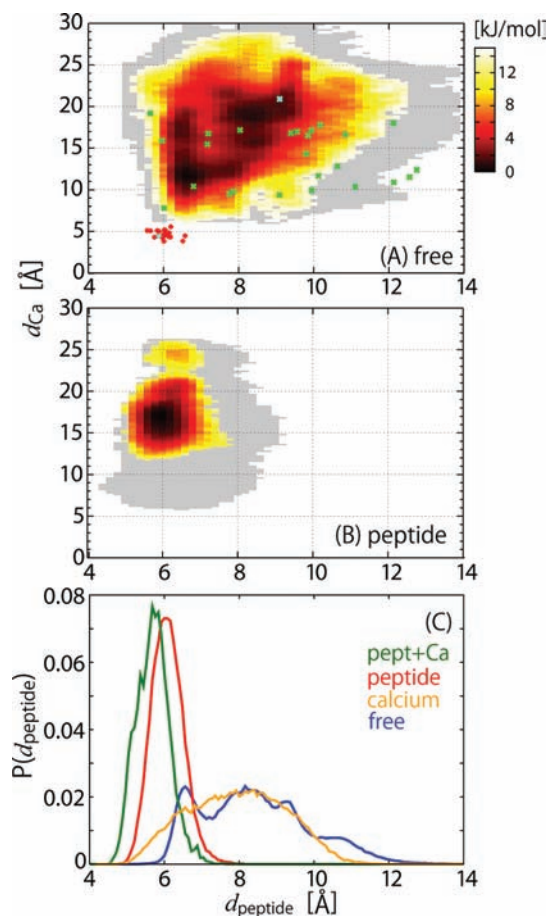 [kJ/mol]
30
25
20
15
10
5
0
12
8
4
0
(A) free
4 6 8 10 12 14
dCa [Å]
30
25
20
15
10
5
0
(B) peptide
4 6 8 10 12 14
0.08
0.06
0.04
0.02
0
P(dpeptide)
(C)
pept+Ca
peptide
calcium
free
4 6 8 10 12 14
dpeptide [Å]